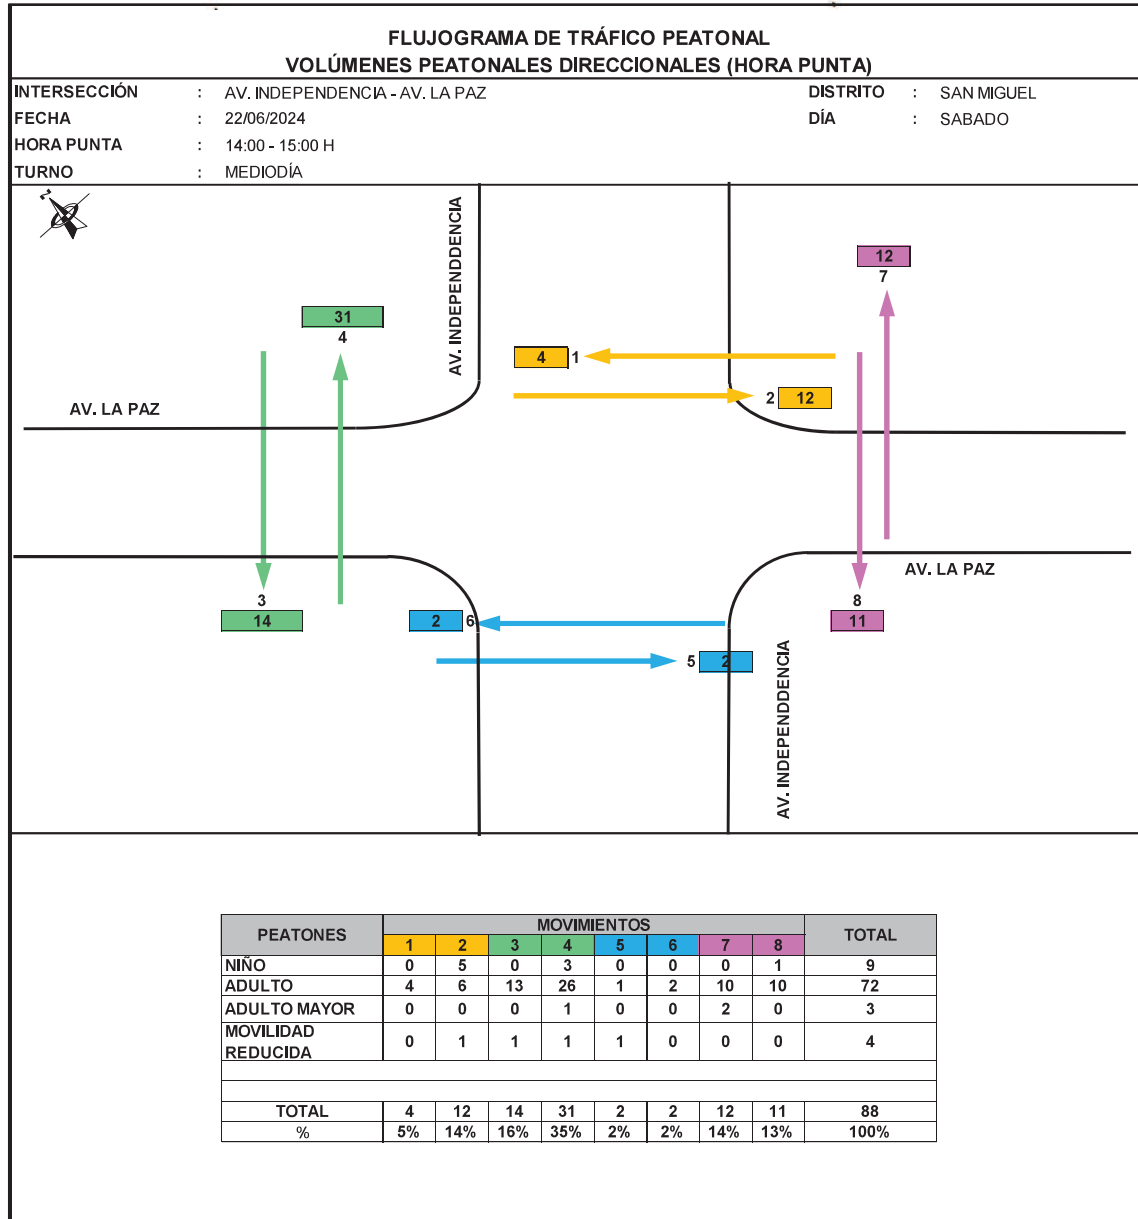 FLUJOGRAMA DE TRÁFICO PEATONAL
VOLÚMENES PEATONALES DIRECCIONALES (HORA PUNTA)
INTERSECCIÓN : AV. INDEPENDENCIA - AV. LA PAZ DISTRITO : SAN MIGUEL
FECHA : 22/06/2024 DÍA : SABADO
HORA PUNTA : 14:00 - 15:00 H
TURNO : MEDIODÍA
N
AV. INDEPENDDENCIA
12
7
31
4
4 1
2 12
AV. LA PAZ
AV. LA PAZ
3
14
2 6
5 2
8
11
AV. INDEPENDDENCIA
PEATONES MOVIMIENTOS TOTAL
1 2 3 4 5 6 7 8
NIÑO 0 5 0 3 0 0 0 1 9
ADULTO 4 6 13 26 1 2 10 10 72
ADULTO MAYOR 0 0 0 1 0 0 2 0 3
MOVILIDAD
REDUCIDA 0 1 1 1 1 0 0 0 4
TOTAL 4 12 14 31 2 2 12 11 88
% 5% 14% 16% 35% 2% 2% 14% 13% 100%